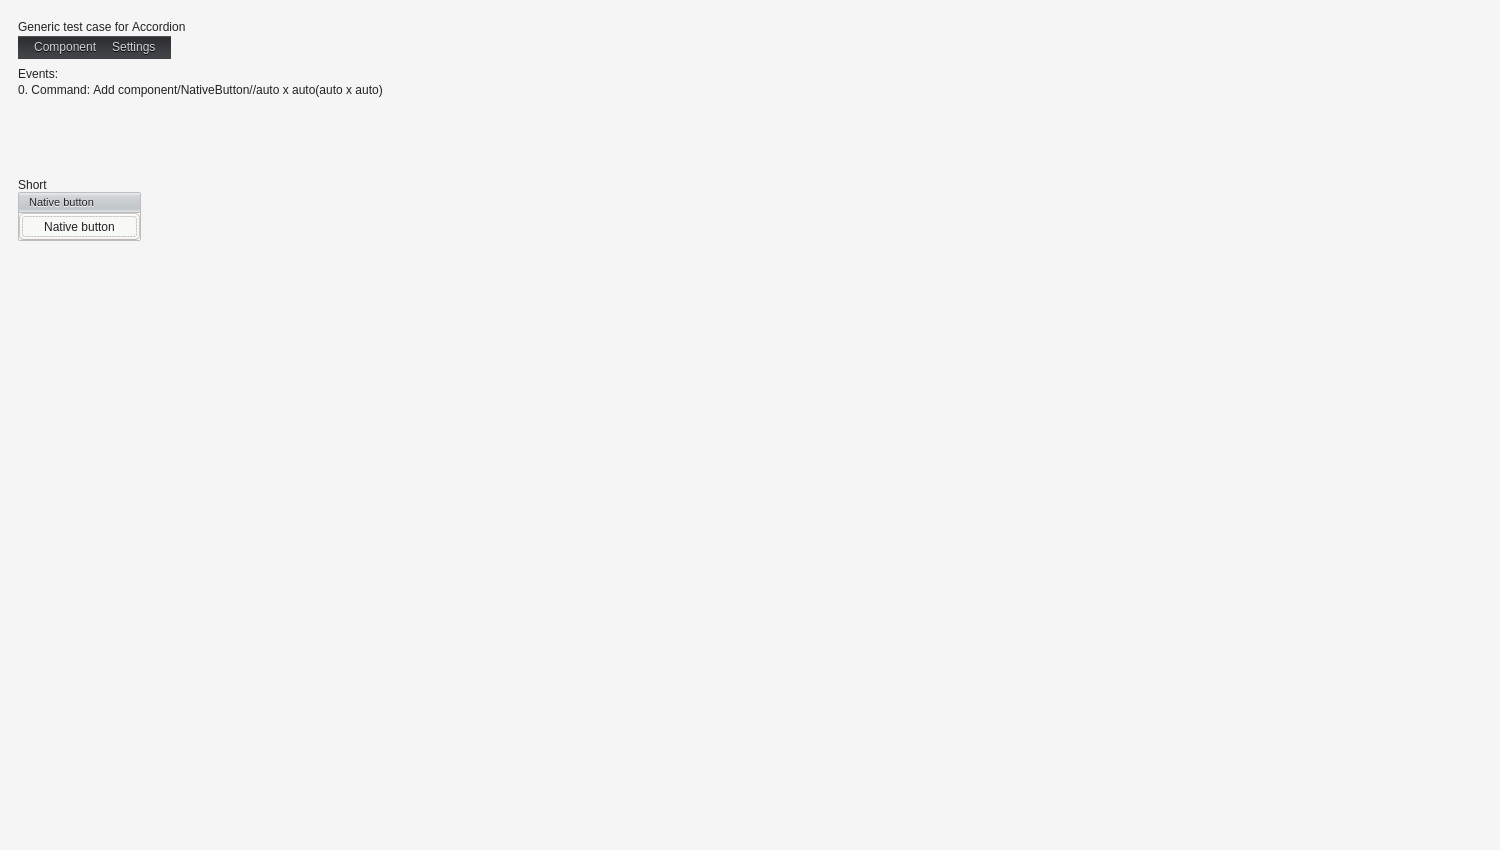 Generic test case for Accordion
Component Settings
Events:
0. Command: Add component/NativeButton//auto x auto(auto x auto)
Short
Native button
Native button